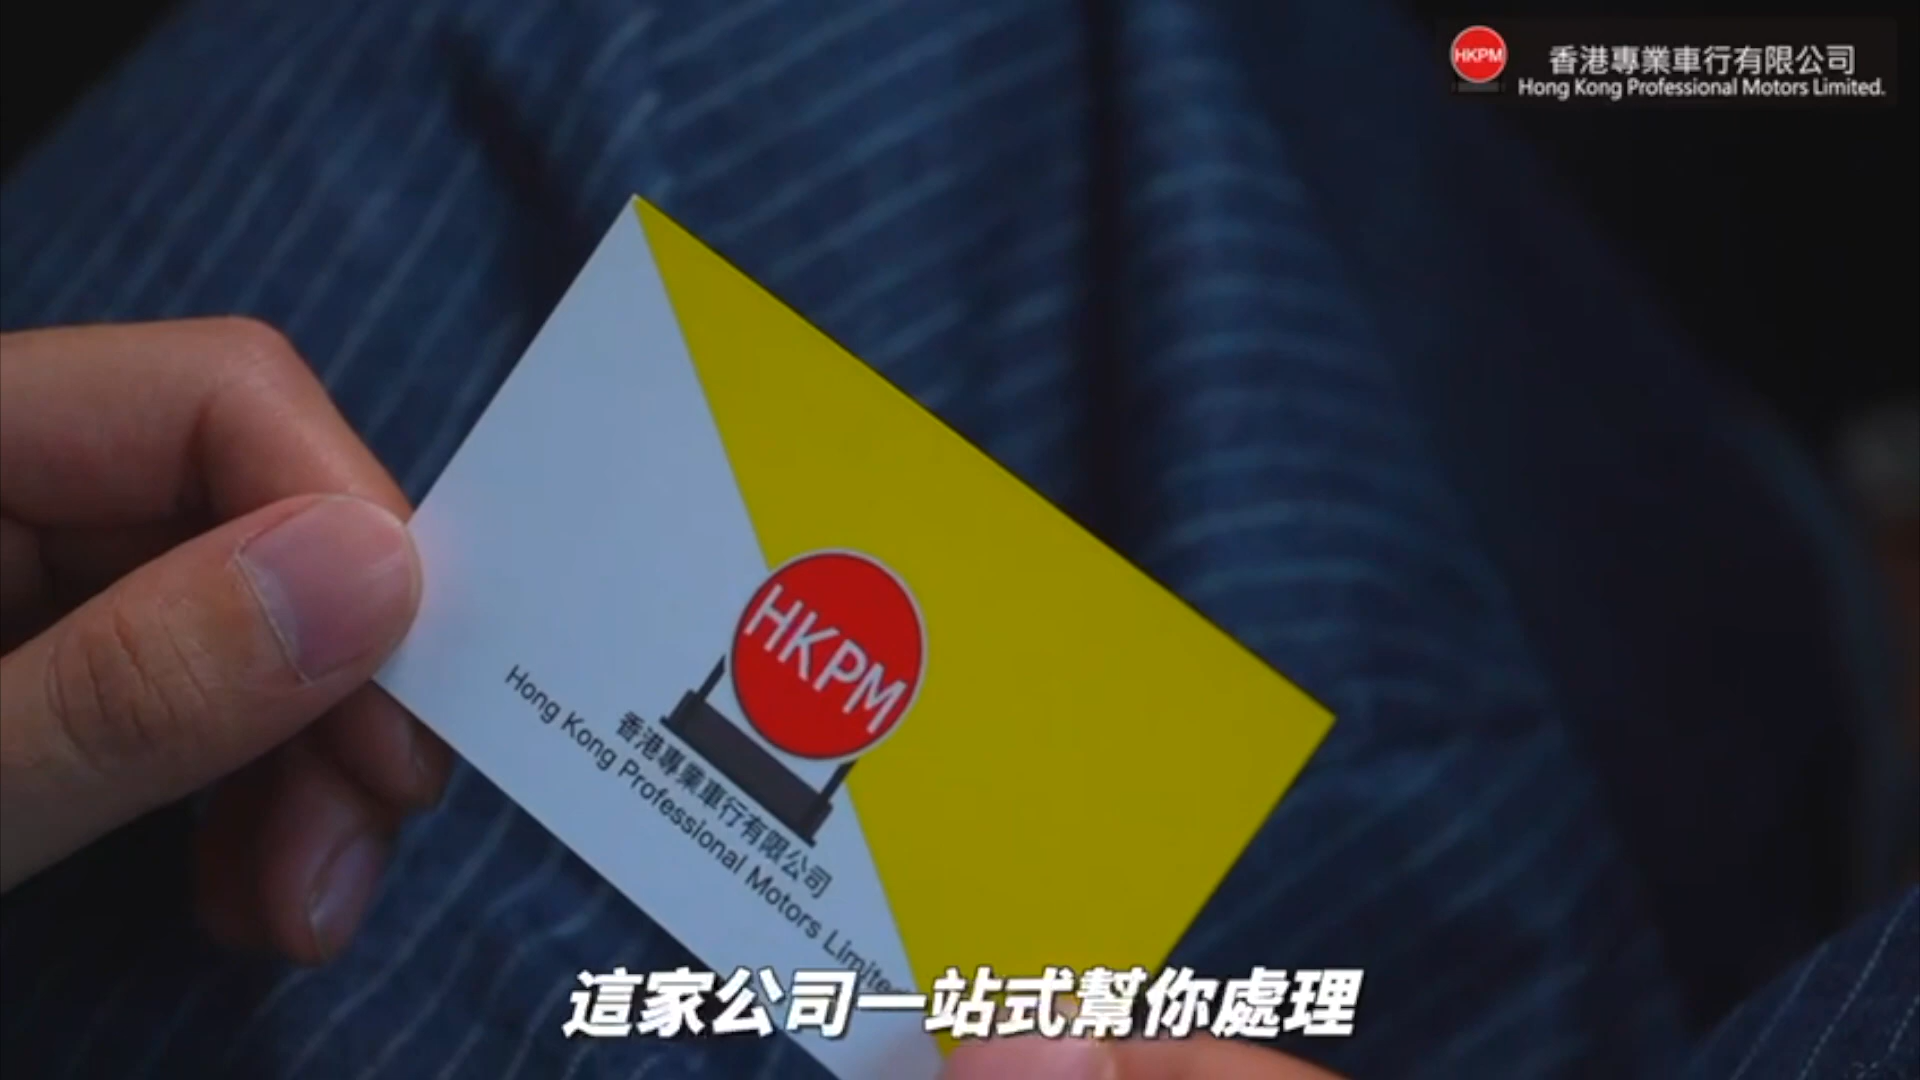 HKPM
香港專業車行有限公司
Hong Kong Professional Motors Limited.
HKPM
香港專業車行有限公司
Hong Kong Professional Motors Limited
這家公司一站式幫你處理